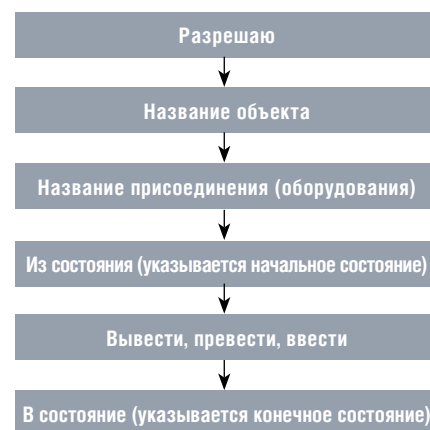 Разрешаю
Название объекта
Название присоединения (оборудования)
Из состояния (указывается начальное состояние)
Вывести, превести, ввести
В состояние (указывается конечное состояние)